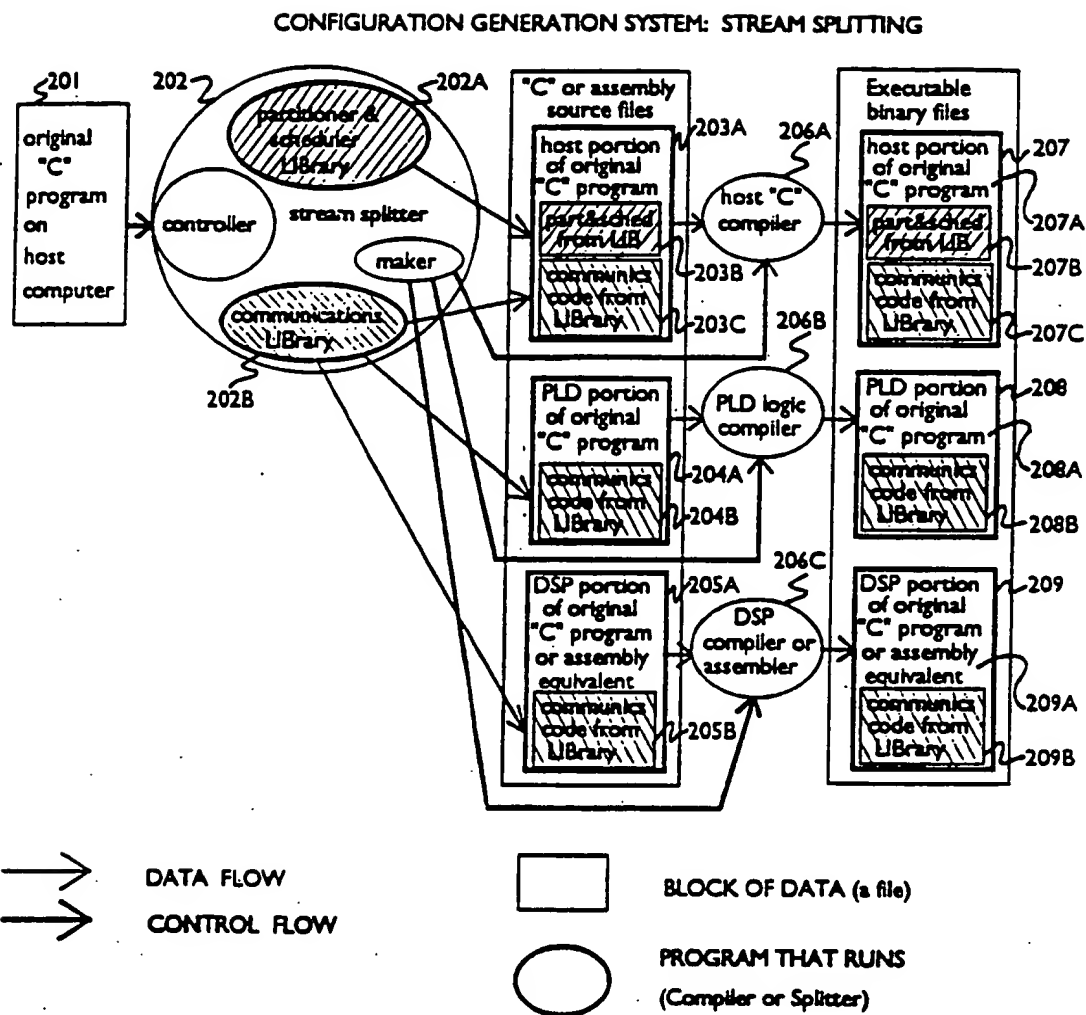 CONFIGURATION GENERATION SYSTEM: STREAM SPLITTING
201
original
"C"
program
on
host
computer
202
202A
partitioner &
scheduler
LIBrary
controller
stream splitter
maker
communications
LIBrary
202B
"C" or assembly
source files
203A
host portion
of original
"C" program
part&sched
from LIB
203B
communics
code from
LIBrary
203C
PLD portion
of original
"C" program
204A
communics
code from
LIBrary
204B
205A
DSP portion
of original
"C" program
or assembly
equivalent
communics
code from
LIBrary
205B
206A
host "C"
compiler
206B
PLD logic
compiler
206C
DSP
compiler or
assembler
Executable
binary files
207
host portion
of original
"C" program
207A
part&sched
from LIB
207B
communics
code from
LIBrary
207C
208
PLD portion
of original
"C" program
208A
communics
code from
LIBrary
208B
209
DSP portion
of original
"C" program
or assembly
equivalent
209A
communics
code from
LIBrary
209B
DATA FLOW
CONTROL FLOW
BLOCK OF DATA (a file)
PROGRAM THAT RUNS
(Compiler or Splitter)